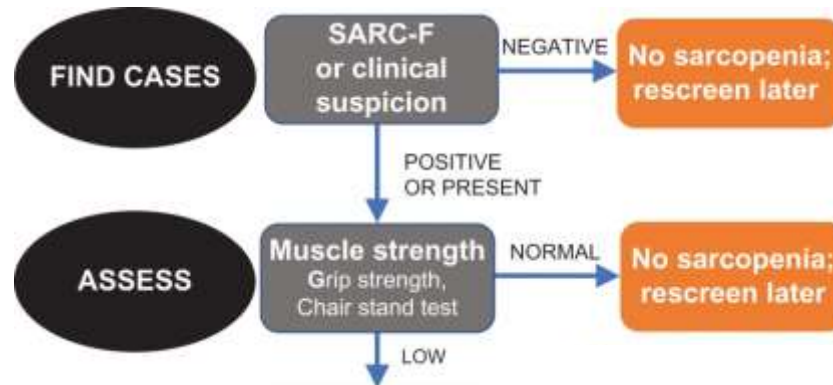 FIND CASES
SARC-F
or clinical
suspicion
NEGATIVE
No sarcopenia;
rescreen later
POSITIVE
OR PRESENT
ASSESS
Muscle strength
Grip strength,
Chair stand test
NORMAL
No sarcopenia;
rescreen later
LOW